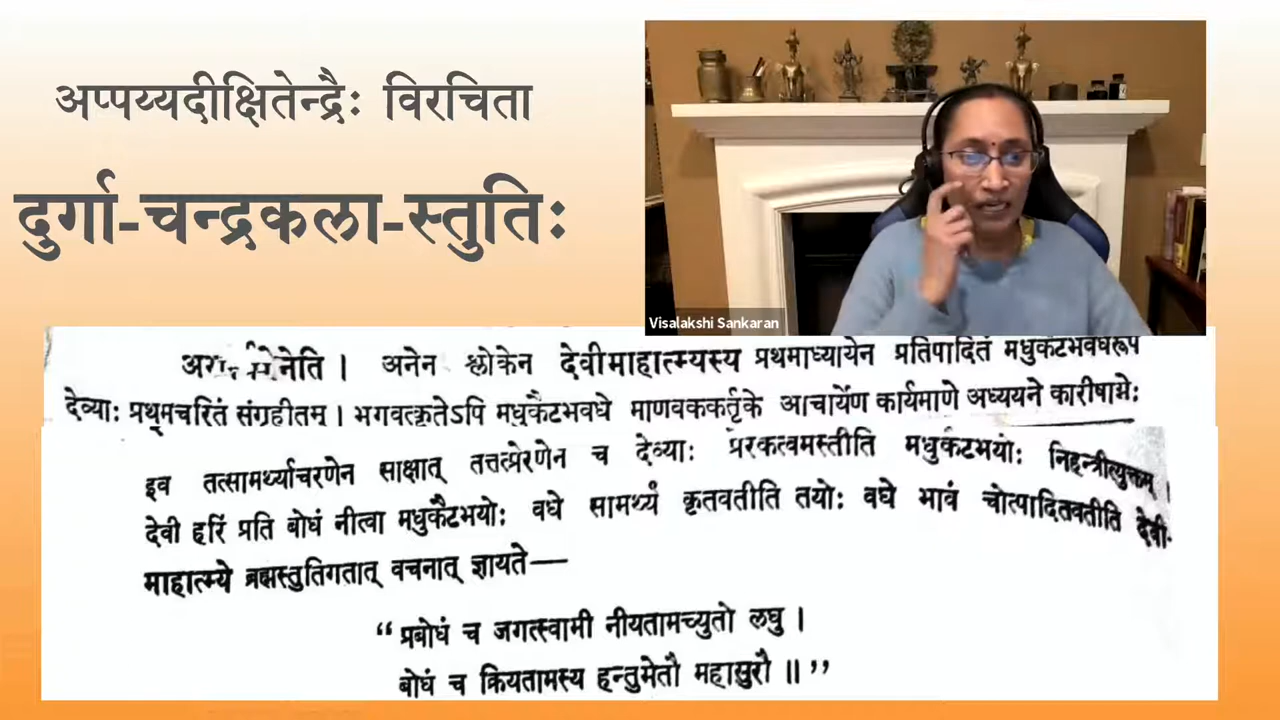 अप्पय्यदीक्षितेन्द्रैः विरचिता
दुर्गा-चन्द्रकला-स्तुतिः
Visalakshi Sankaran
अनेन श्लोकेन देवीमाहात्म्यस्य प्रथमाध्यायेन प्रतिपादितं मधुकैटभवधरूपं
देव्याः प्रथमचरितं संग्रहीतम् । भगवत्कृतेऽपि मधुकैटभवधे माणवककर्तृके आचार्येण कार्यमाणे अध्ययने कारीषाग्नेः
इव तत्सामर्थ्याचरणेन साक्षात् तत्तत्प्रेरणेन च देव्याः प्रेरकत्वमस्तीति मधुकैटभयोः निहन्त्रीत्युक्तम् ।
देवी हरिं प्रति बोधं नीत्वा मधुकैटभयोः वधे सामर्थ्यं कृतवतीति तयोः वधे भावं चोत्पादितवतीति देवी-
माहात्म्ये ब्रह्मस्तुतिगतात् वचनात् ज्ञायते—
“ प्रबोधं च जगत्स्वामी नीयतामच्युतो लघु ।
बोधं च क्रियतामस्य हन्तुमेतौ महासुरौ ॥ ”